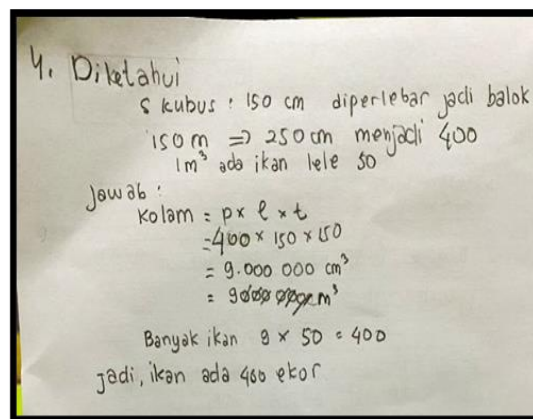 4. Diketahui
S kubus : 150 cm diperlebar jadi balok
150 m => 250 cm menjadi 400
1m³ ada ikan lele 50
Jawab :
Kolam = p x l x t
= 400 x 150 x 150
= 9.000 000 cm³
= 9000 000 m³
Banyak ikan 9 x 50 = 400
Jadi, ikan ada 400 ekor